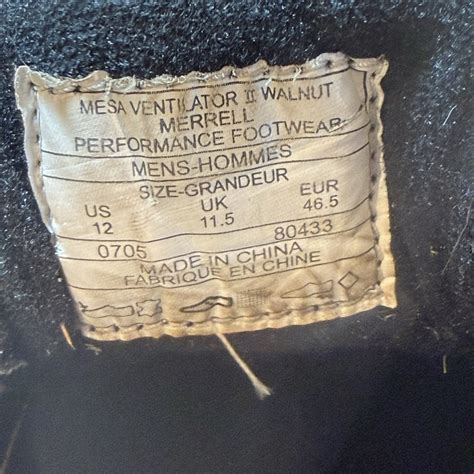 MESA VENTILATOR II WALNUT
MERRELL
PERFORMANCE FOOTWEAR
MENS-HOMMES
SIZE-GRANDEUR
US UK EUR
12 11.5 46.5
0705 80433
MADE IN CHINA
FABRIQUE EN CHINE